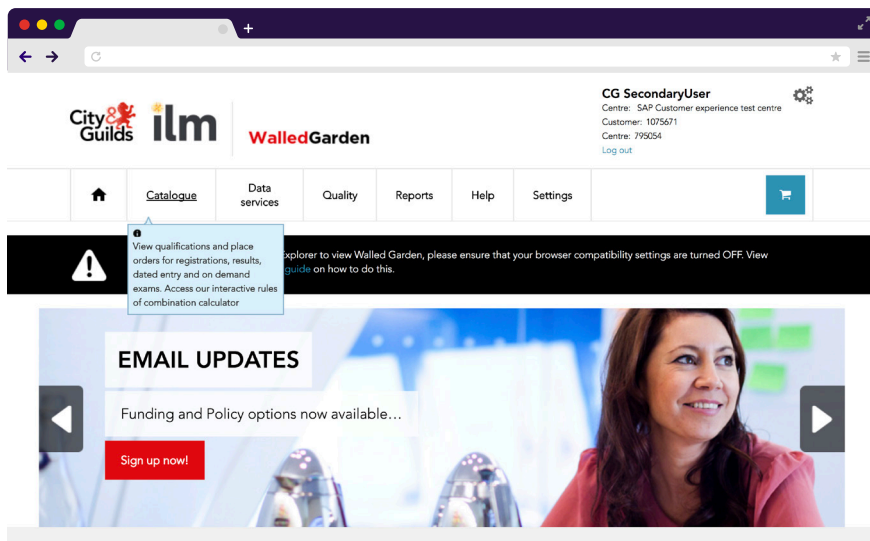 CG SecondaryUser
Centre: SAP Customer experience test centre
Customer: 1075671
Centre: 795054
Log out
City&
Guilds
ilm
WalledGarden
Catalogue
Data
services
Quality
Reports
Help
Settings
View qualifications and place
orders for registrations, results,
dated entry and on demand
exams. Access our interactive rules
of combination calculator
xplorer to view Walled Garden, please ensure that your browser compatibility settings are turned OFF. View
guide on how to do this.
EMAIL UPDATES
Funding and Policy options now available...
Sign up now!